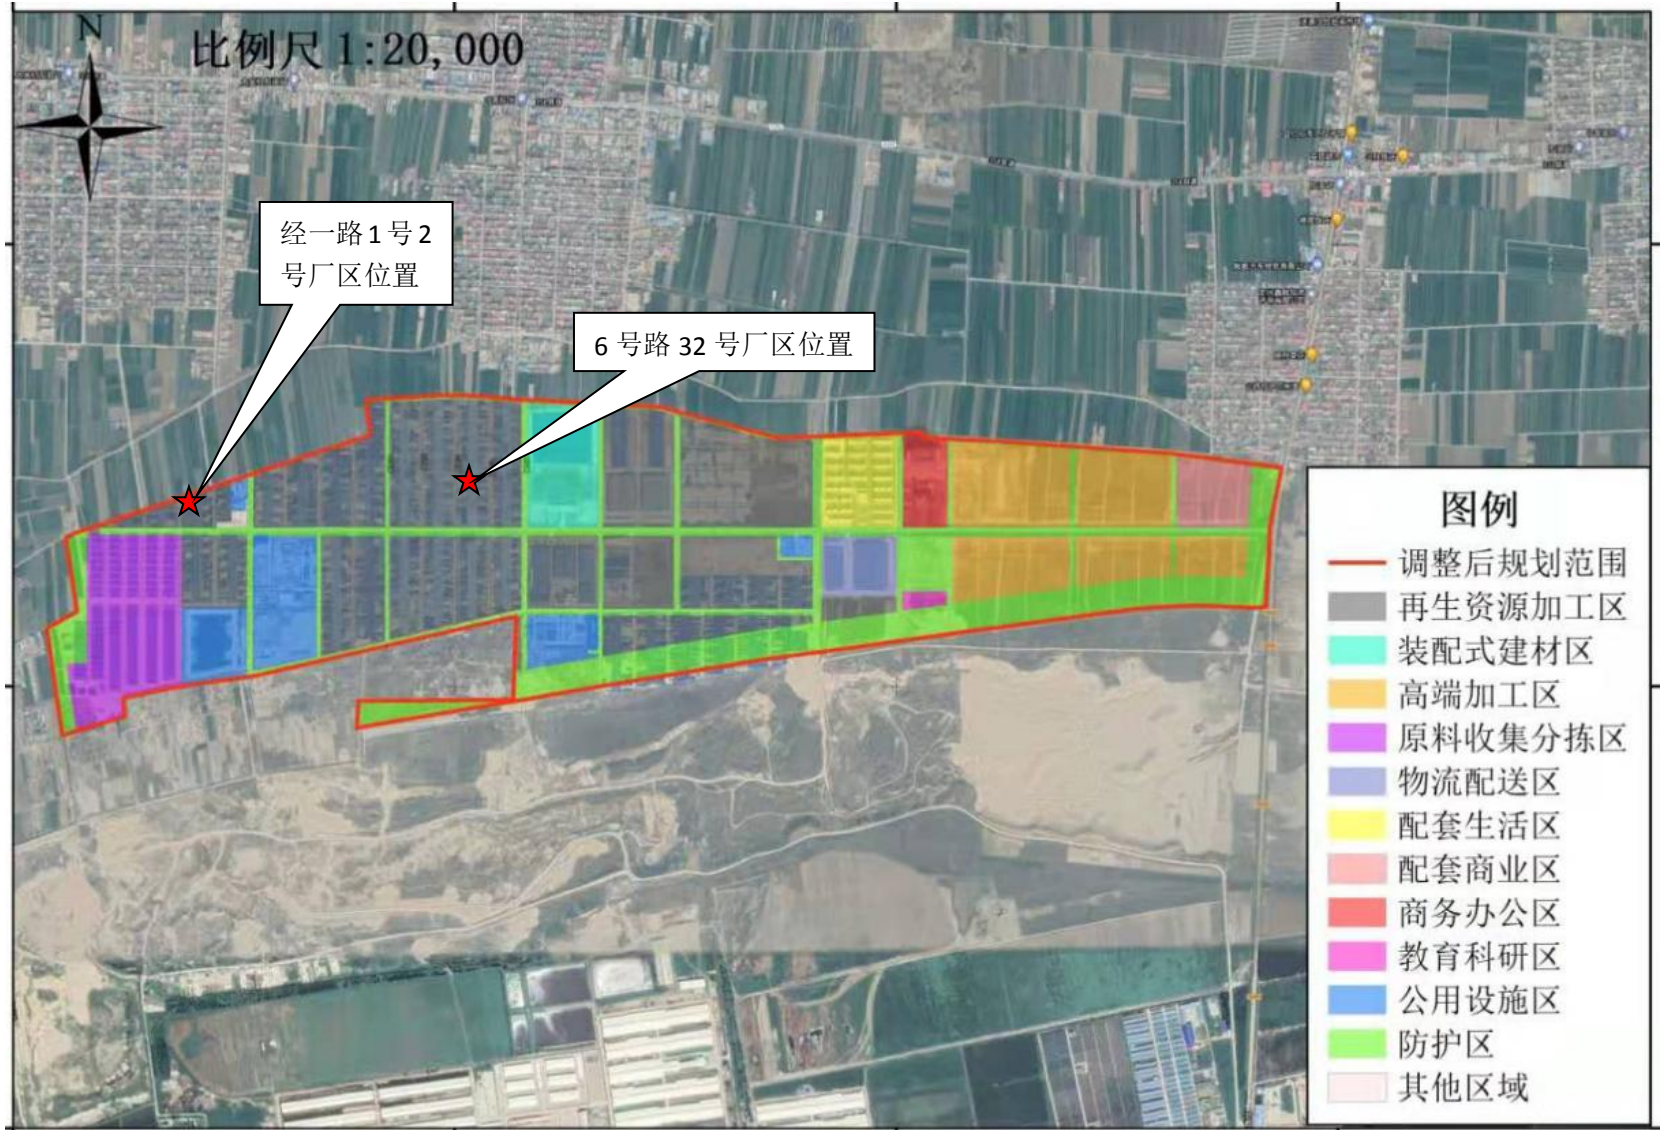 N
比例尺 1:20,000
经一路1号2
号厂区位置
6号路32号厂区位置
图例
调整后规划范围
再生资源加工区
装配式建材区
高端加工区
原料收集分拣区
物流配送区
配套生活区
配套商业区
商务办公区
教育科研区
公用设施区
防护区
其他区域